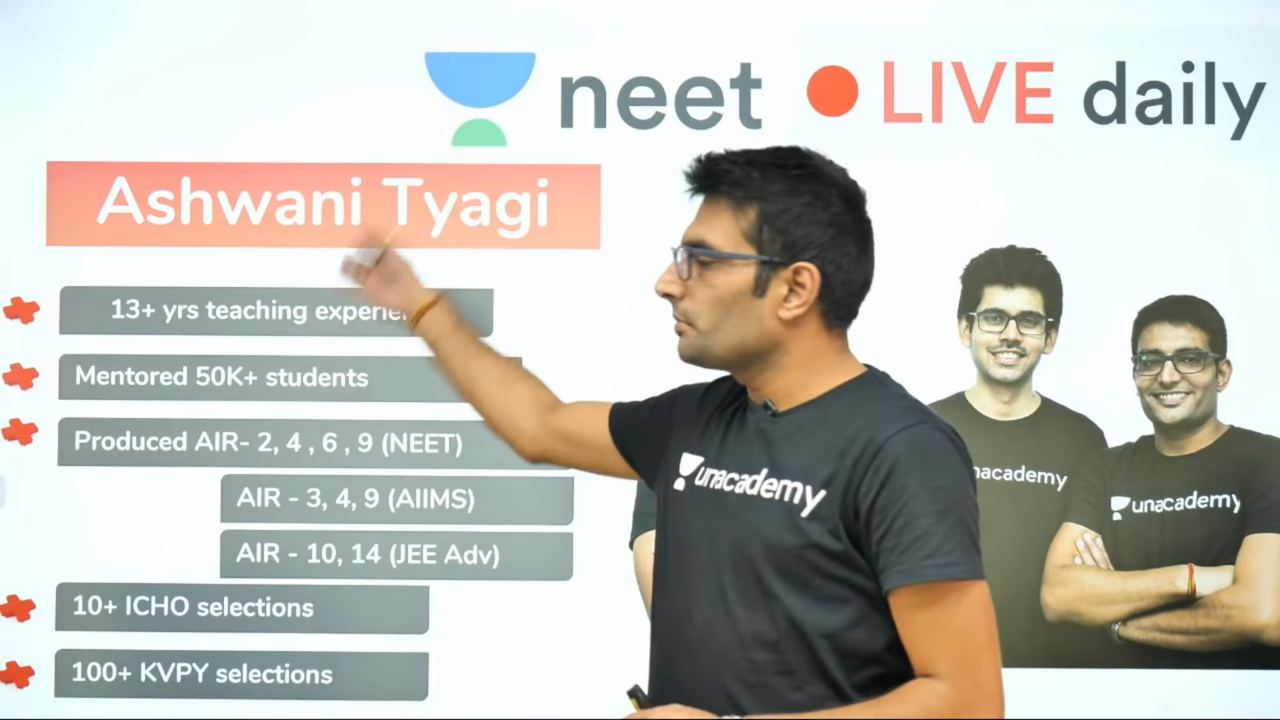 neet LIVE daily
Ashwani Tyagi
13+ yrs teaching
Mentored 50K+ students
Produced AIR- 2, 4 , 6 , 9 (NEET)
AIR - 3, 4, 9 (AIIMS)
AIR - 10, 14 (JEE Adv)
10+ ICHO selections
100+ KVPY selections
unacademy
unacademy